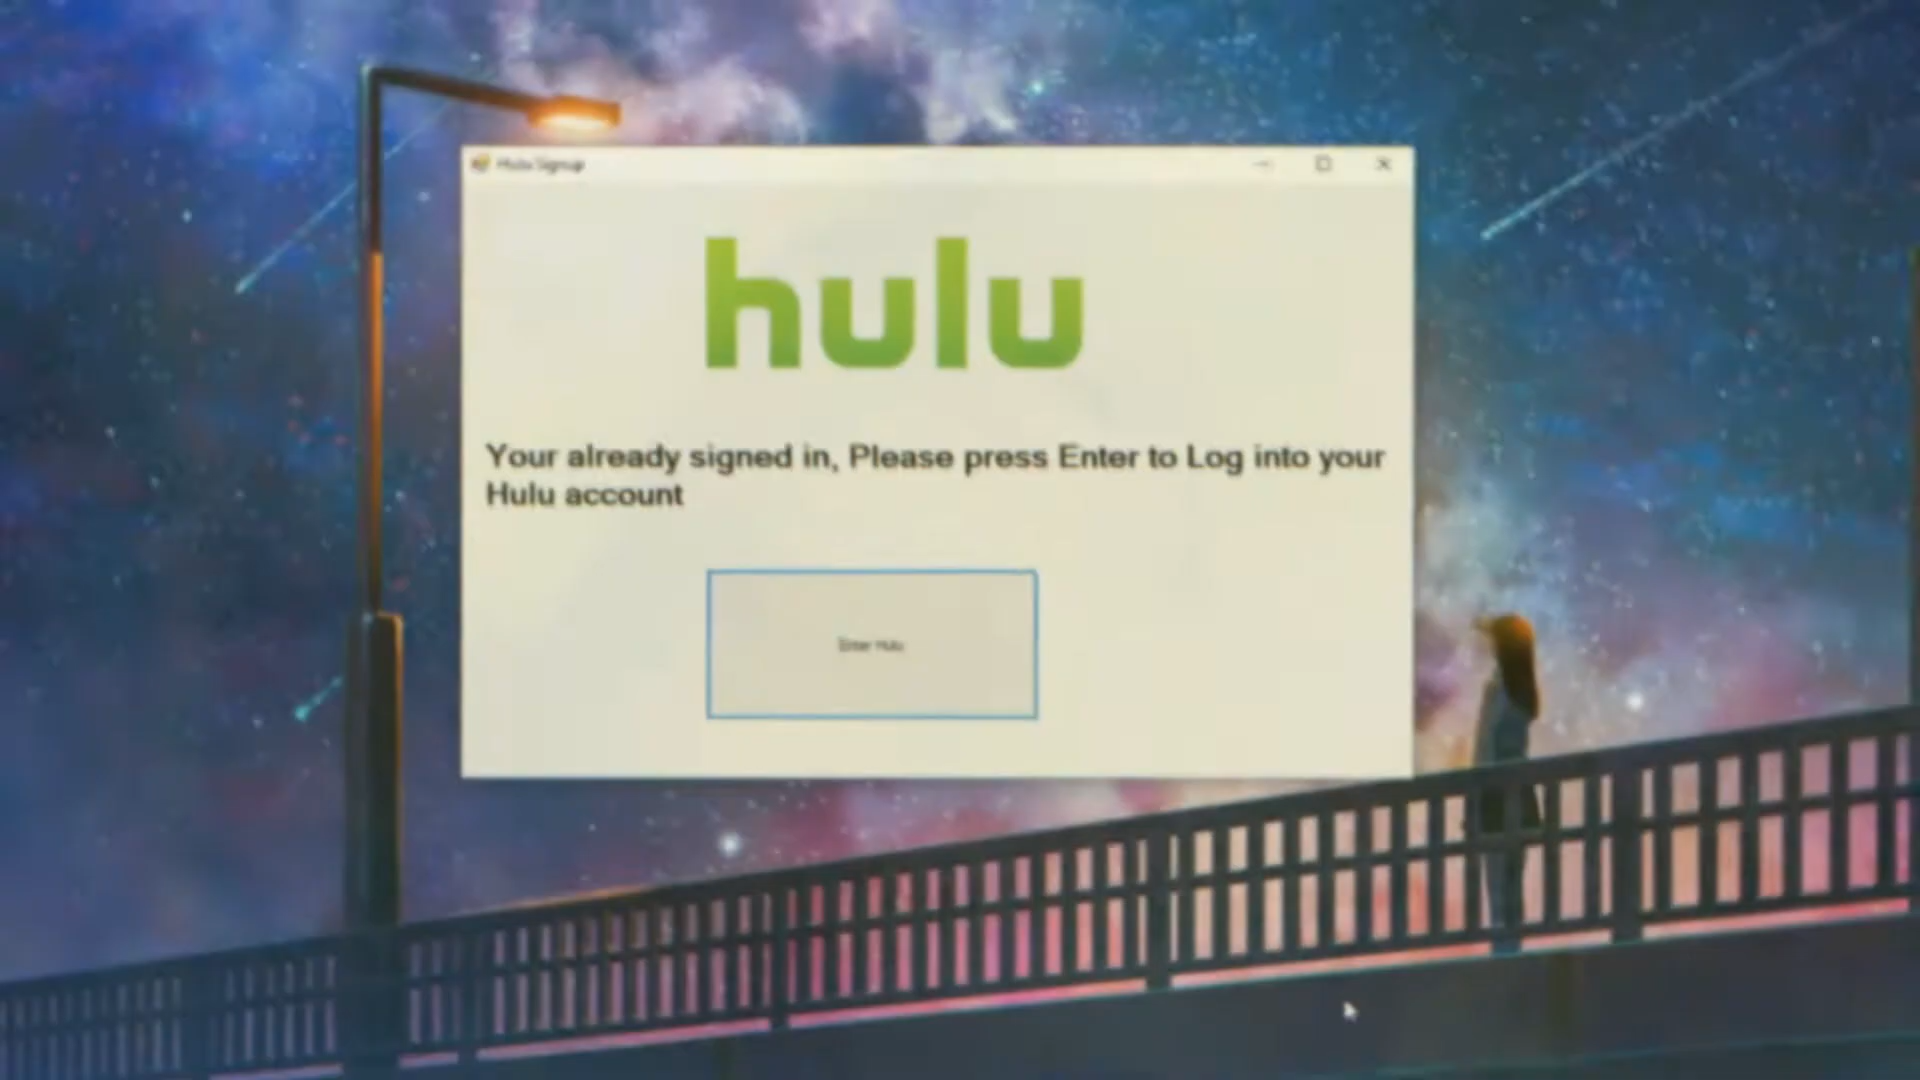 Hulu Signup
hulu
Your already signed in, Please press Enter to Log into your
Hulu account
Enter Hulu